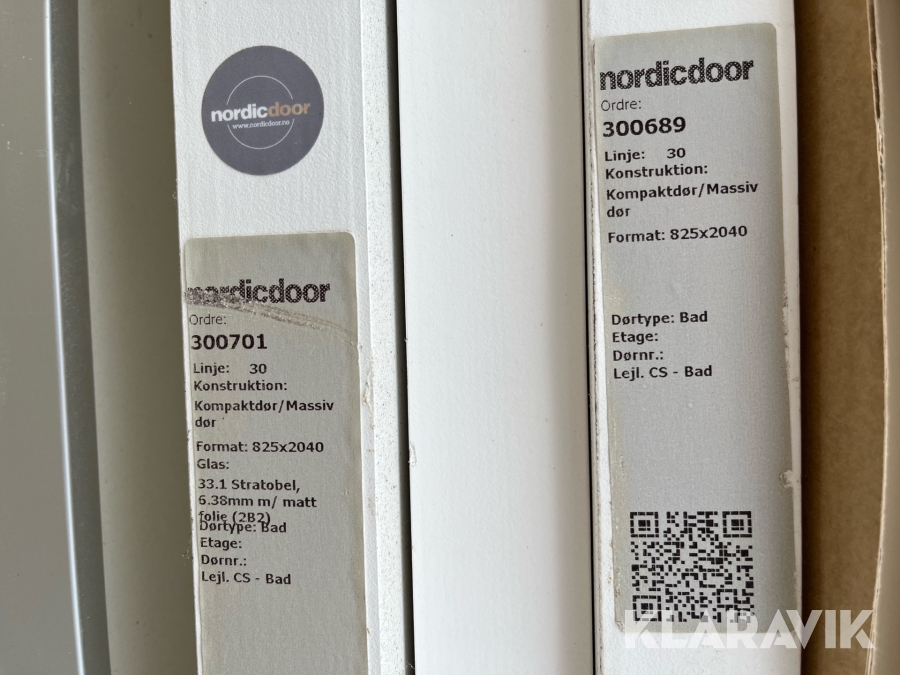 nordicdoor
www.nordicdoor.no
nordicdoor
Ordre:
300701
Linje: 30
Konstruktion:
Kompaktdør/Massiv
dør
Format: 825x2040
Glas:
33.1 Stratobel,
6.38mm m/ matt
folie (2B2)
Dørtype: Bad
Etage:
Dørnr.:
Lejl. CS - Bad
nordicdoor
Ordre:
300689
Linje: 30
Konstruktion:
Kompaktdør/Massiv
dør
Format: 825x2040
Dørtype: Bad
Etage:
Dørnr.:
Lejl. CS - Bad
KLARAVIK